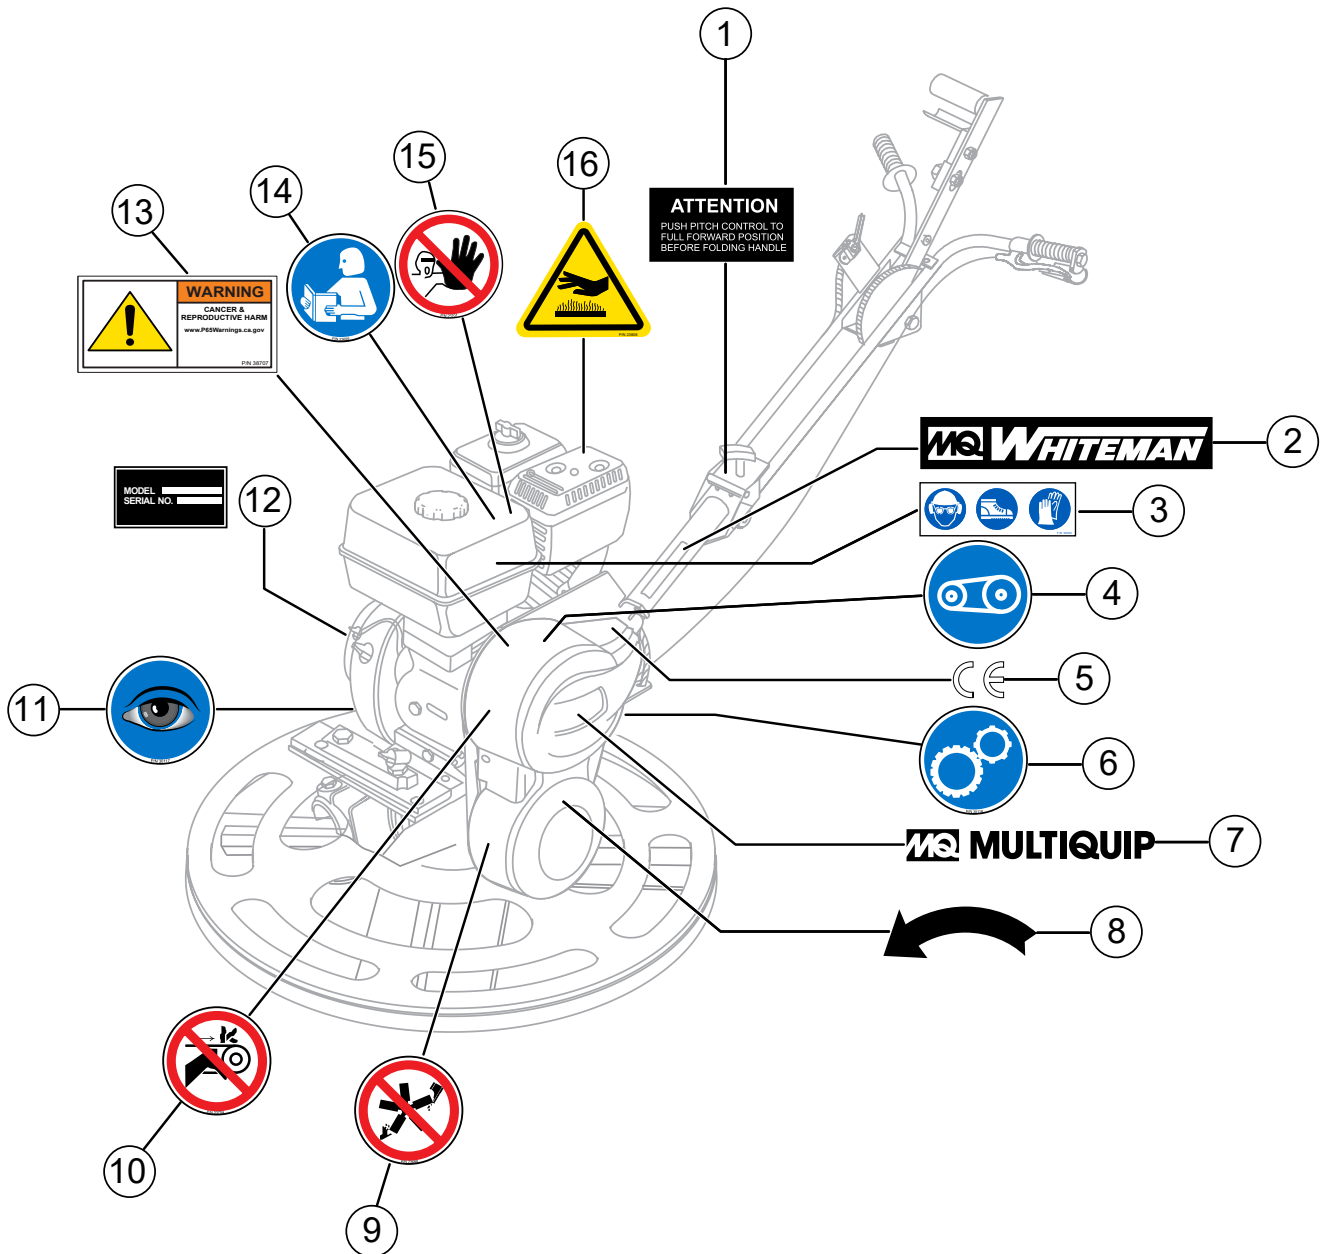 1
ATTENTION
PUSH PITCH CONTROL TO
FULL FORWARD POSITION
BEFORE FOLDING HANDLE
15
16
14
13
WARNING
CANCER &
REPRODUCTIVE HARM
www.P65Warnings.ca.gov
P/N 38707
MQ WHITEMAN
2
3
MODEL
SERIAL NO.
12
4
CE
5
11
6
MQ MULTIQUIP
7
8
10
9